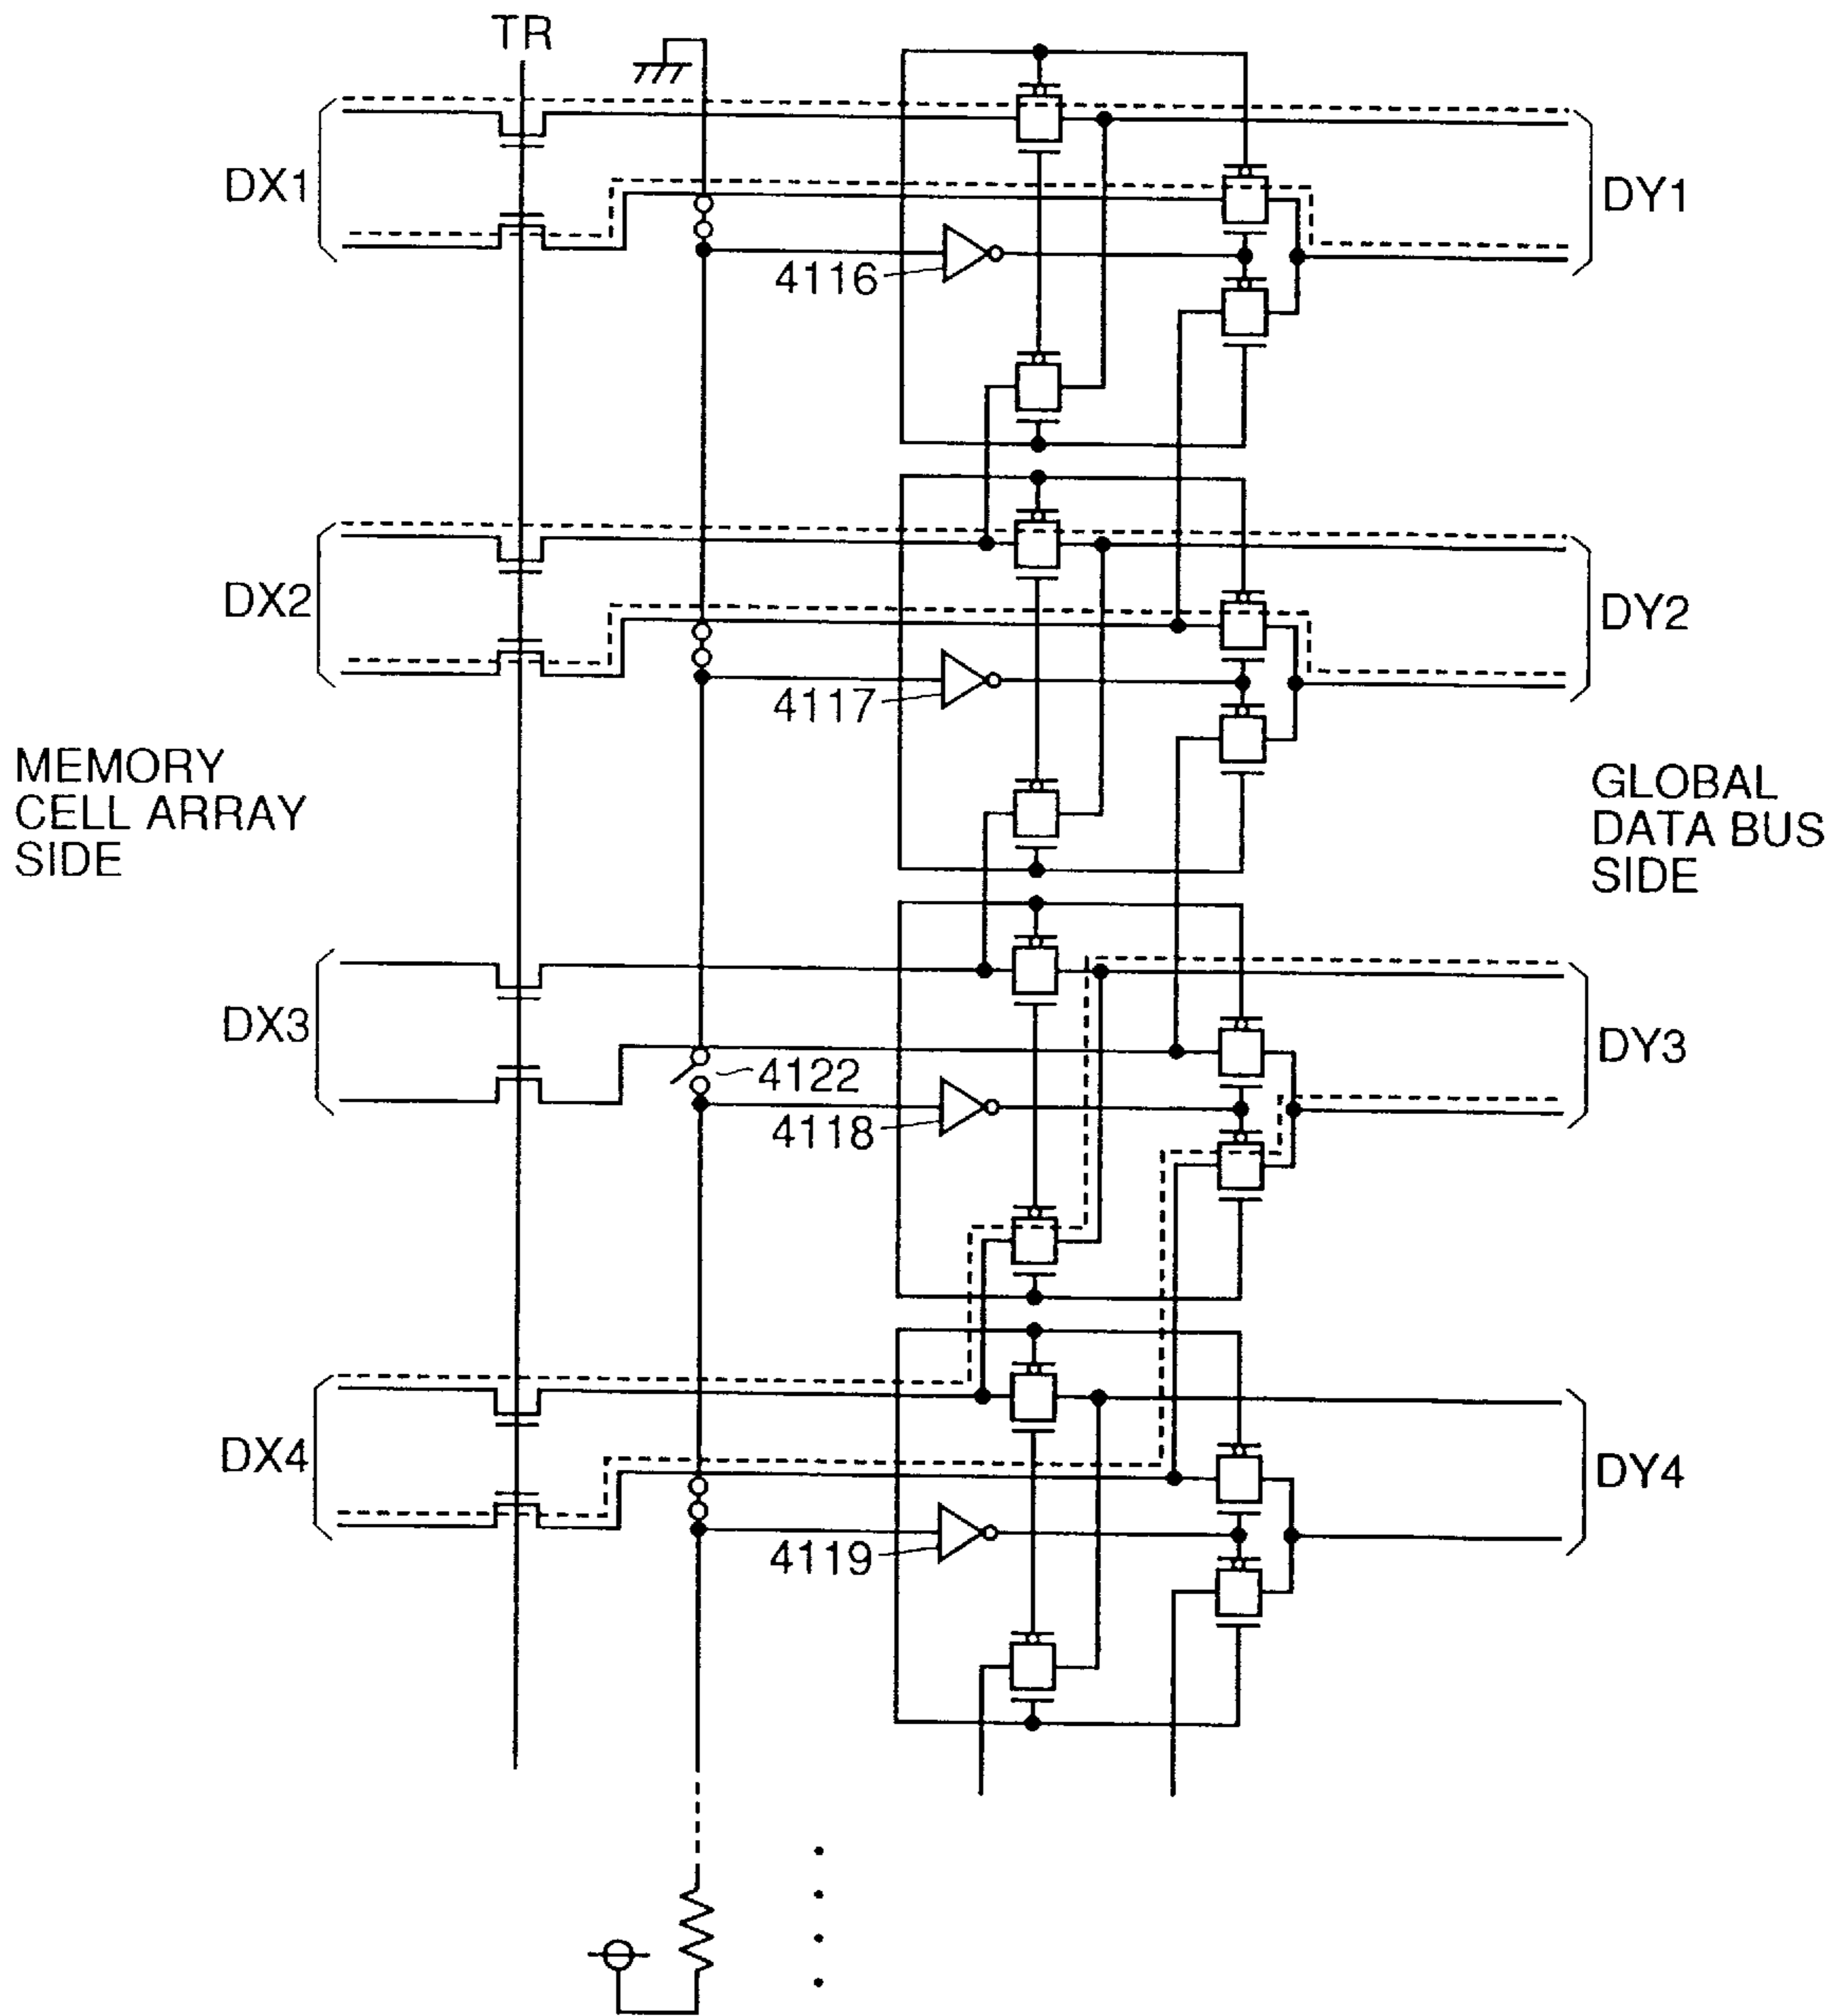 TR
DX1
DY1
4116
DX2
DY2
4117
MEMORY
CELL ARRAY
SIDE
GLOBAL
DATA BUS
SIDE
DX3
DY3
4122
4118
DX4
DY4
4119